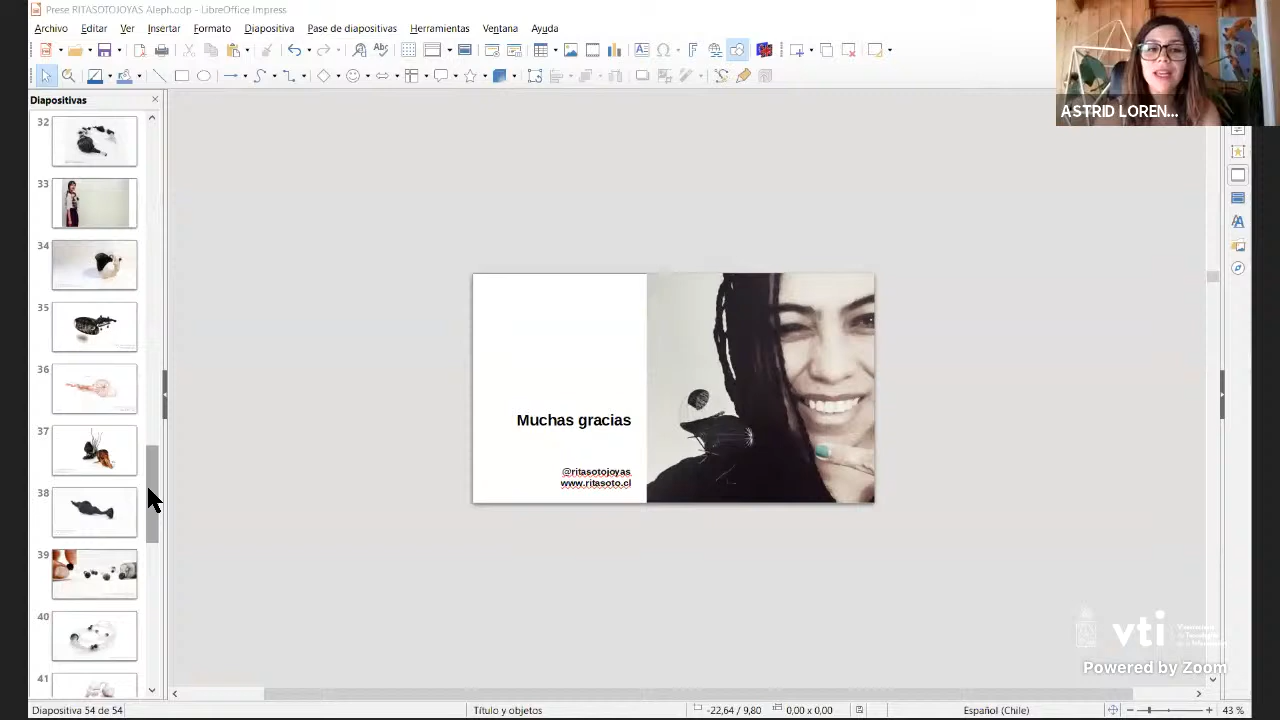 Prese RITASOTOJOYAS Aleph.odp - LibreOffice Impress
Archivo Editar Ver Insertar Formato Diapositiva Pase de diapositivas Herramientas Ventana Ayuda
Diapositivas
32
33
34
35
36
37
38
39
40
41
Muchas gracias
@ritasotojoyas
www.ritasoto.cl
ASTRID LOREN...
vti
Powered by Zoom
Diapositiva 54 de 54
Título y objetos
-22,64 / 9,80
0,00 x 0,00
Español (Chile)
43 %